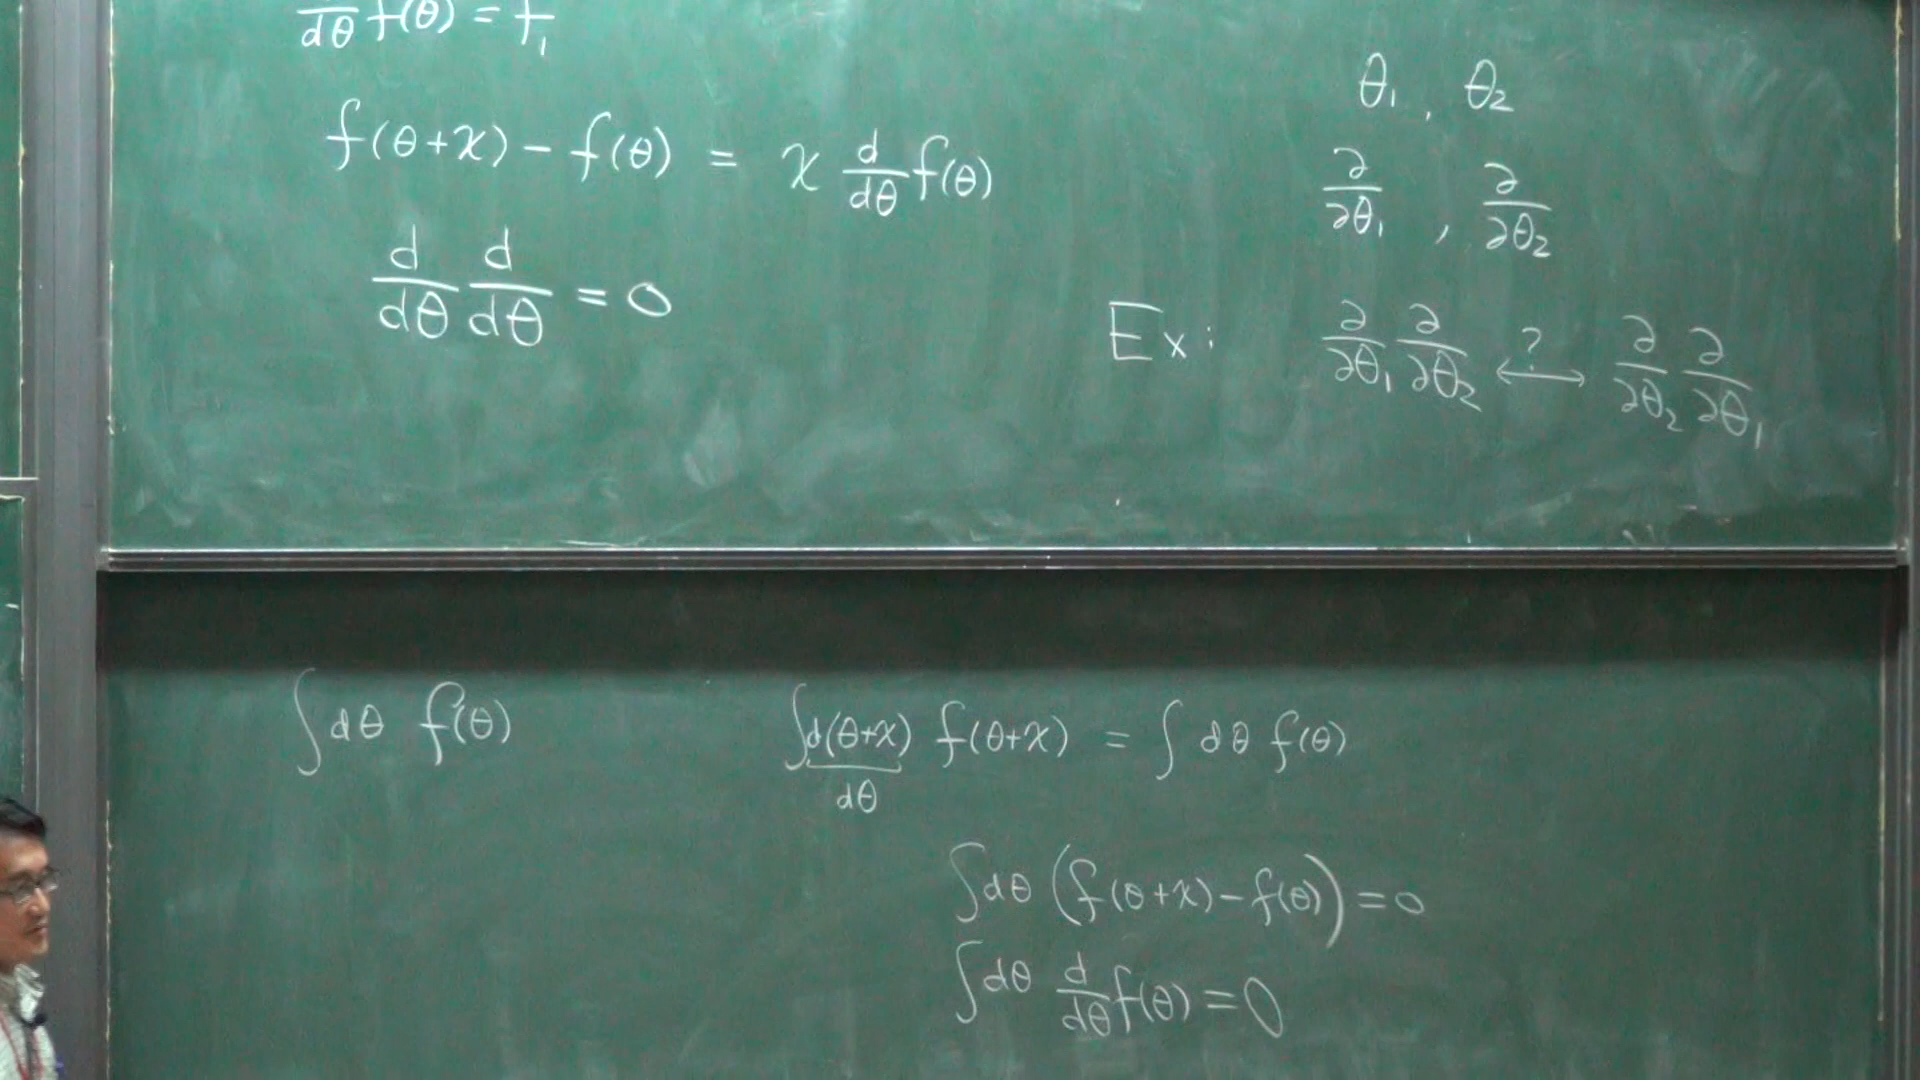 d/dθ f(θ) = f₁
f(θ+χ) - f(θ) = χ d/dθ f(θ)
d/dθ d/dθ = 0
θ₁ , θ₂
∂/∂θ₁ , ∂/∂θ₂
Ex: ∂/∂θ₁ ∂/∂θ₂ ⟷? ∂/∂θ₂ ∂/∂θ₁
∫dθ f(θ)
∫d(θ+χ) f(θ+χ) = ∫ dθ f(θ)
dθ
∫dθ (f(θ+χ) - f(θ)) = 0
∫dθ d/dθ f(θ) = 0